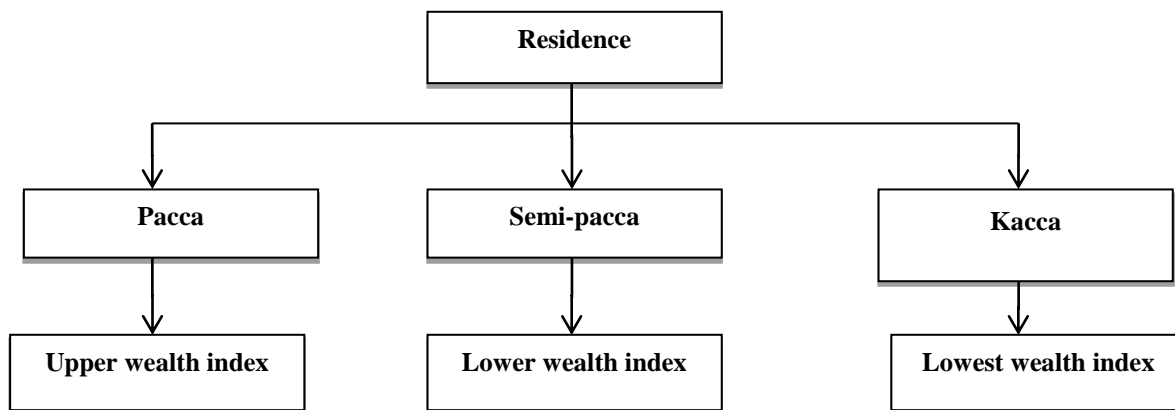 Residence
Pacca
Semi-pacca
Kacca
Upper wealth index
Lower wealth index
Lowest wealth index